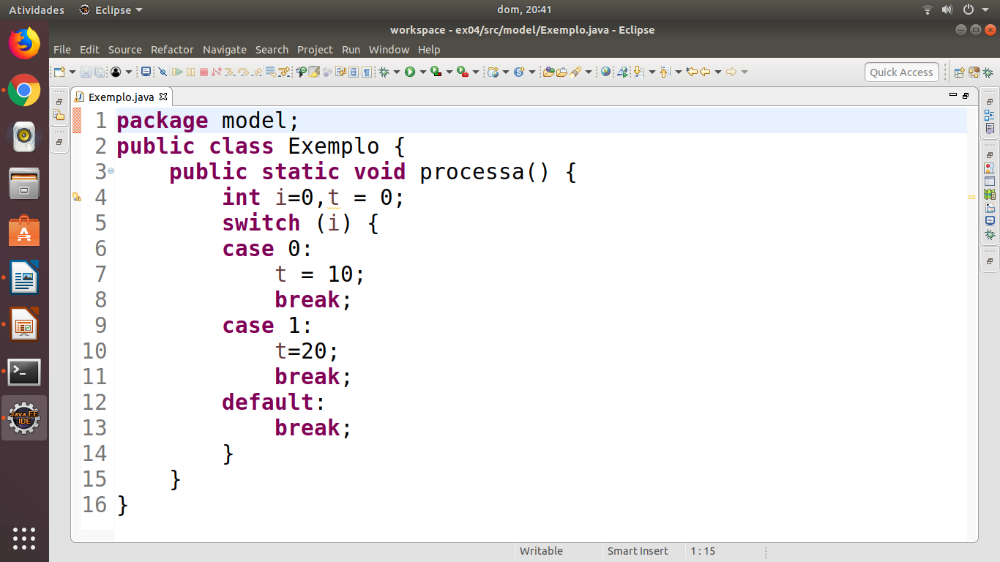 Atividades Eclipse dom, 20:41
workspace - ex04/src/model/Exemplo.java - Eclipse
File Edit Source Refactor Navigate Search Project Run Window Help
Quick Access
Exemplo.java
1 package model;
2 public class Exemplo {
3 public static void processa() {
4 int i=0,t = 0;
5 switch (i) {
6 case 0:
7 t = 10;
8 break;
9 case 1:
10 t=20;
11 break;
12 default:
13 break;
14 }
15 }
16 }
Java EE
IDE
Writable Smart Insert 1 : 15